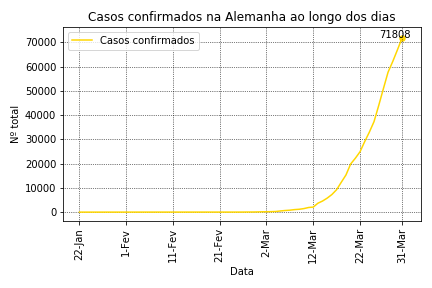 Casos confirmados na Alemanha ao longo dos dias
Casos confirmados
71808
70000
60000
50000
40000
30000
20000
10000
0
Nº total
22-Jan
1-Fev
11-Fev
21-Fev
2-Mar
12-Mar
22-Mar
31-Mar
Data